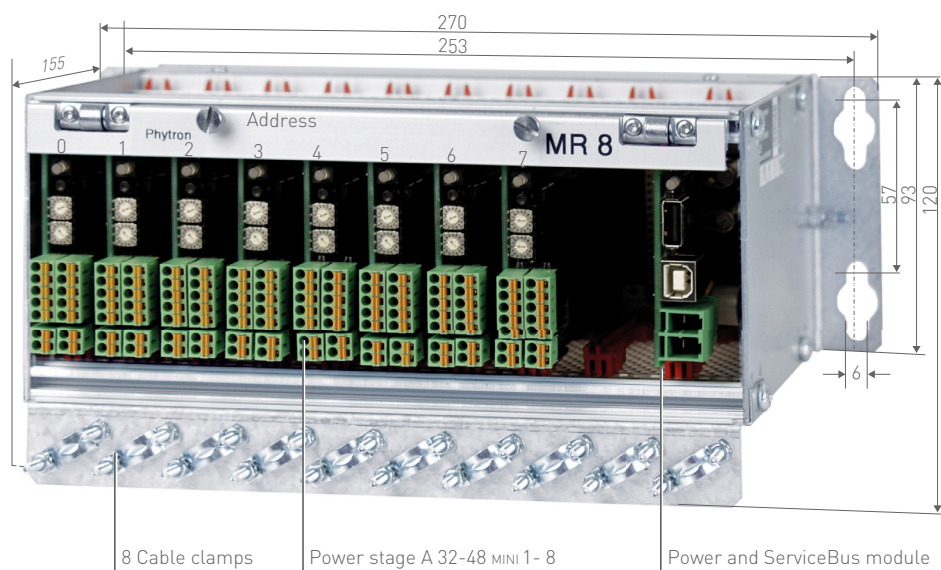 270
253
155
Address
Phytron
MR 8
0 1 2 3 4 5 6 7
57
93
120
6
8 Cable clamps
Power stage A 32-48 MINI 1- 8
Power and ServiceBus module